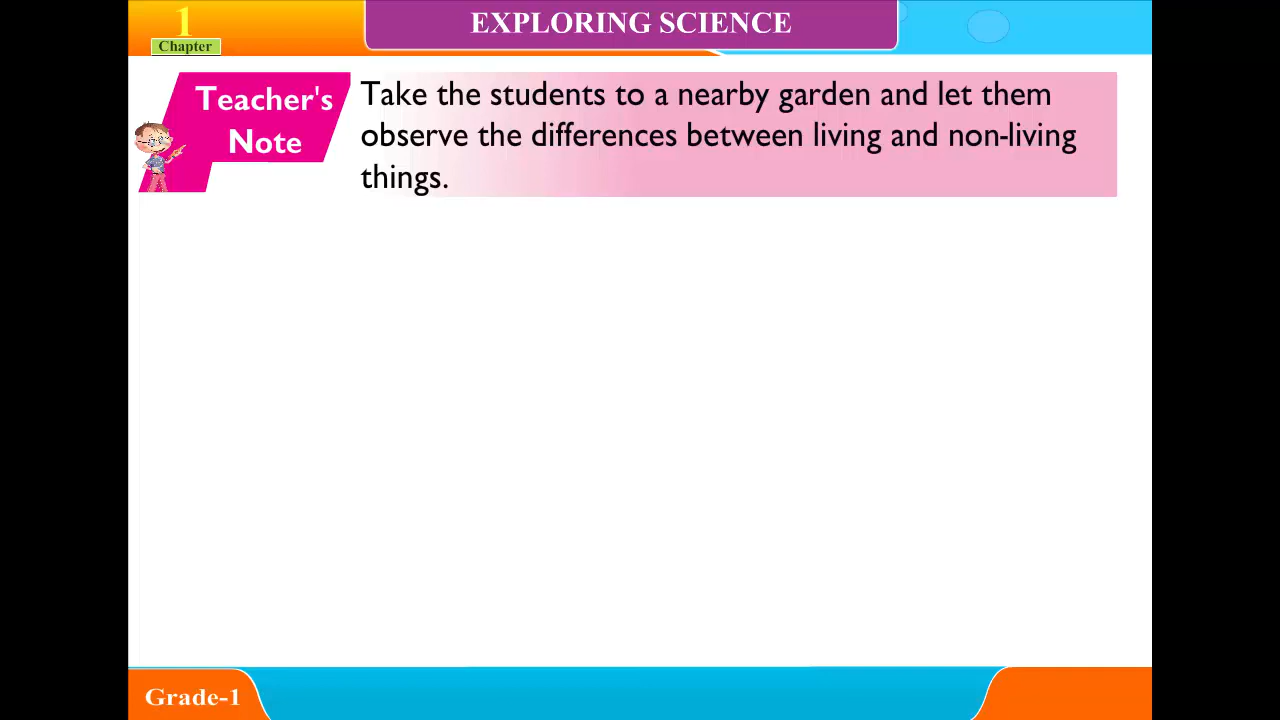 1
Chapter
EXPLORING SCIENCE
Teacher's
Note
Take the students to a nearby garden and let them
observe the differences between living and non-living
things.
Grade-1